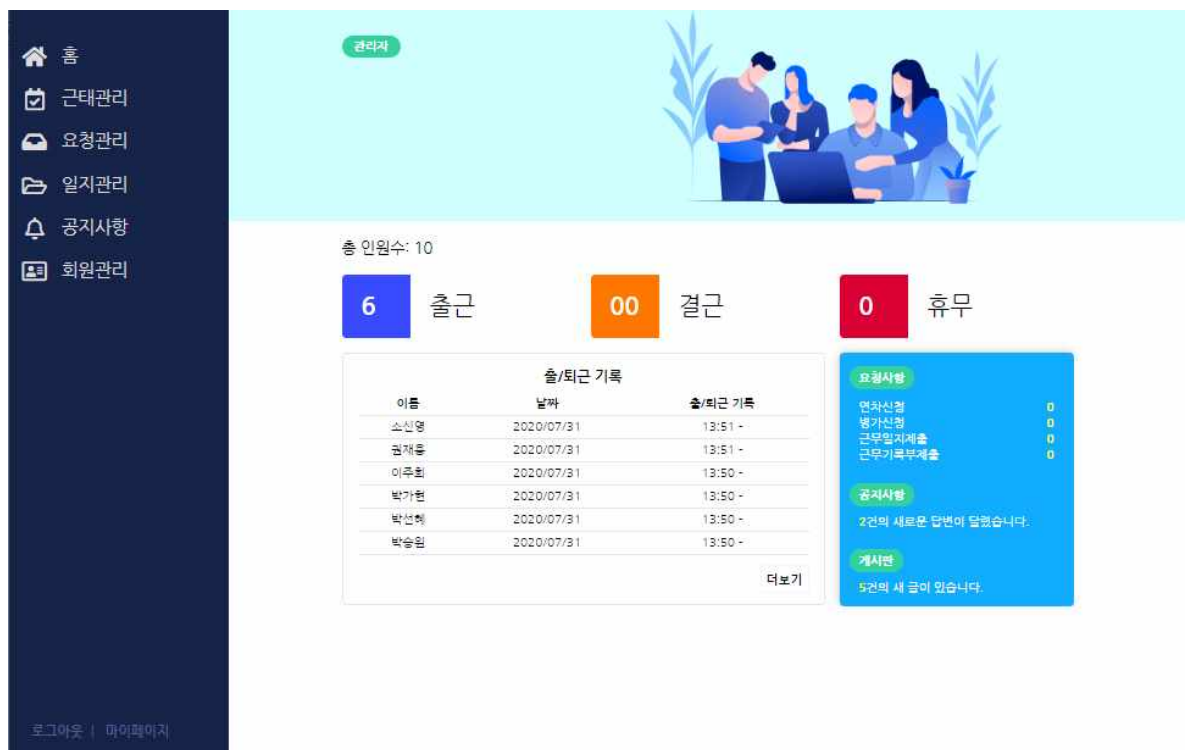 홈
근태관리
요청관리
일지관리
공지사항
회원관리
로그아웃 | 마이페이지
관리자
총 인원수: 10
6 출근 00 결근 0 휴무
출/퇴근 기록
이름 날짜 출/퇴근 기록
소신영 2020/07/31 13:51 -
권재흥 2020/07/31 13:51 -
이주희 2020/07/31 13:50 -
박가현 2020/07/31 13:50 -
박선혜 2020/07/31 13:50 -
박승원 2020/07/31 13:50 -
더보기
요청사항
연차신청 0
병가신청 0
근무일지제출 0
근무기록부제출 0
공지사항
2건의 새로운 답변이 달렸습니다.
게시판
5건의 새 글이 있습니다.